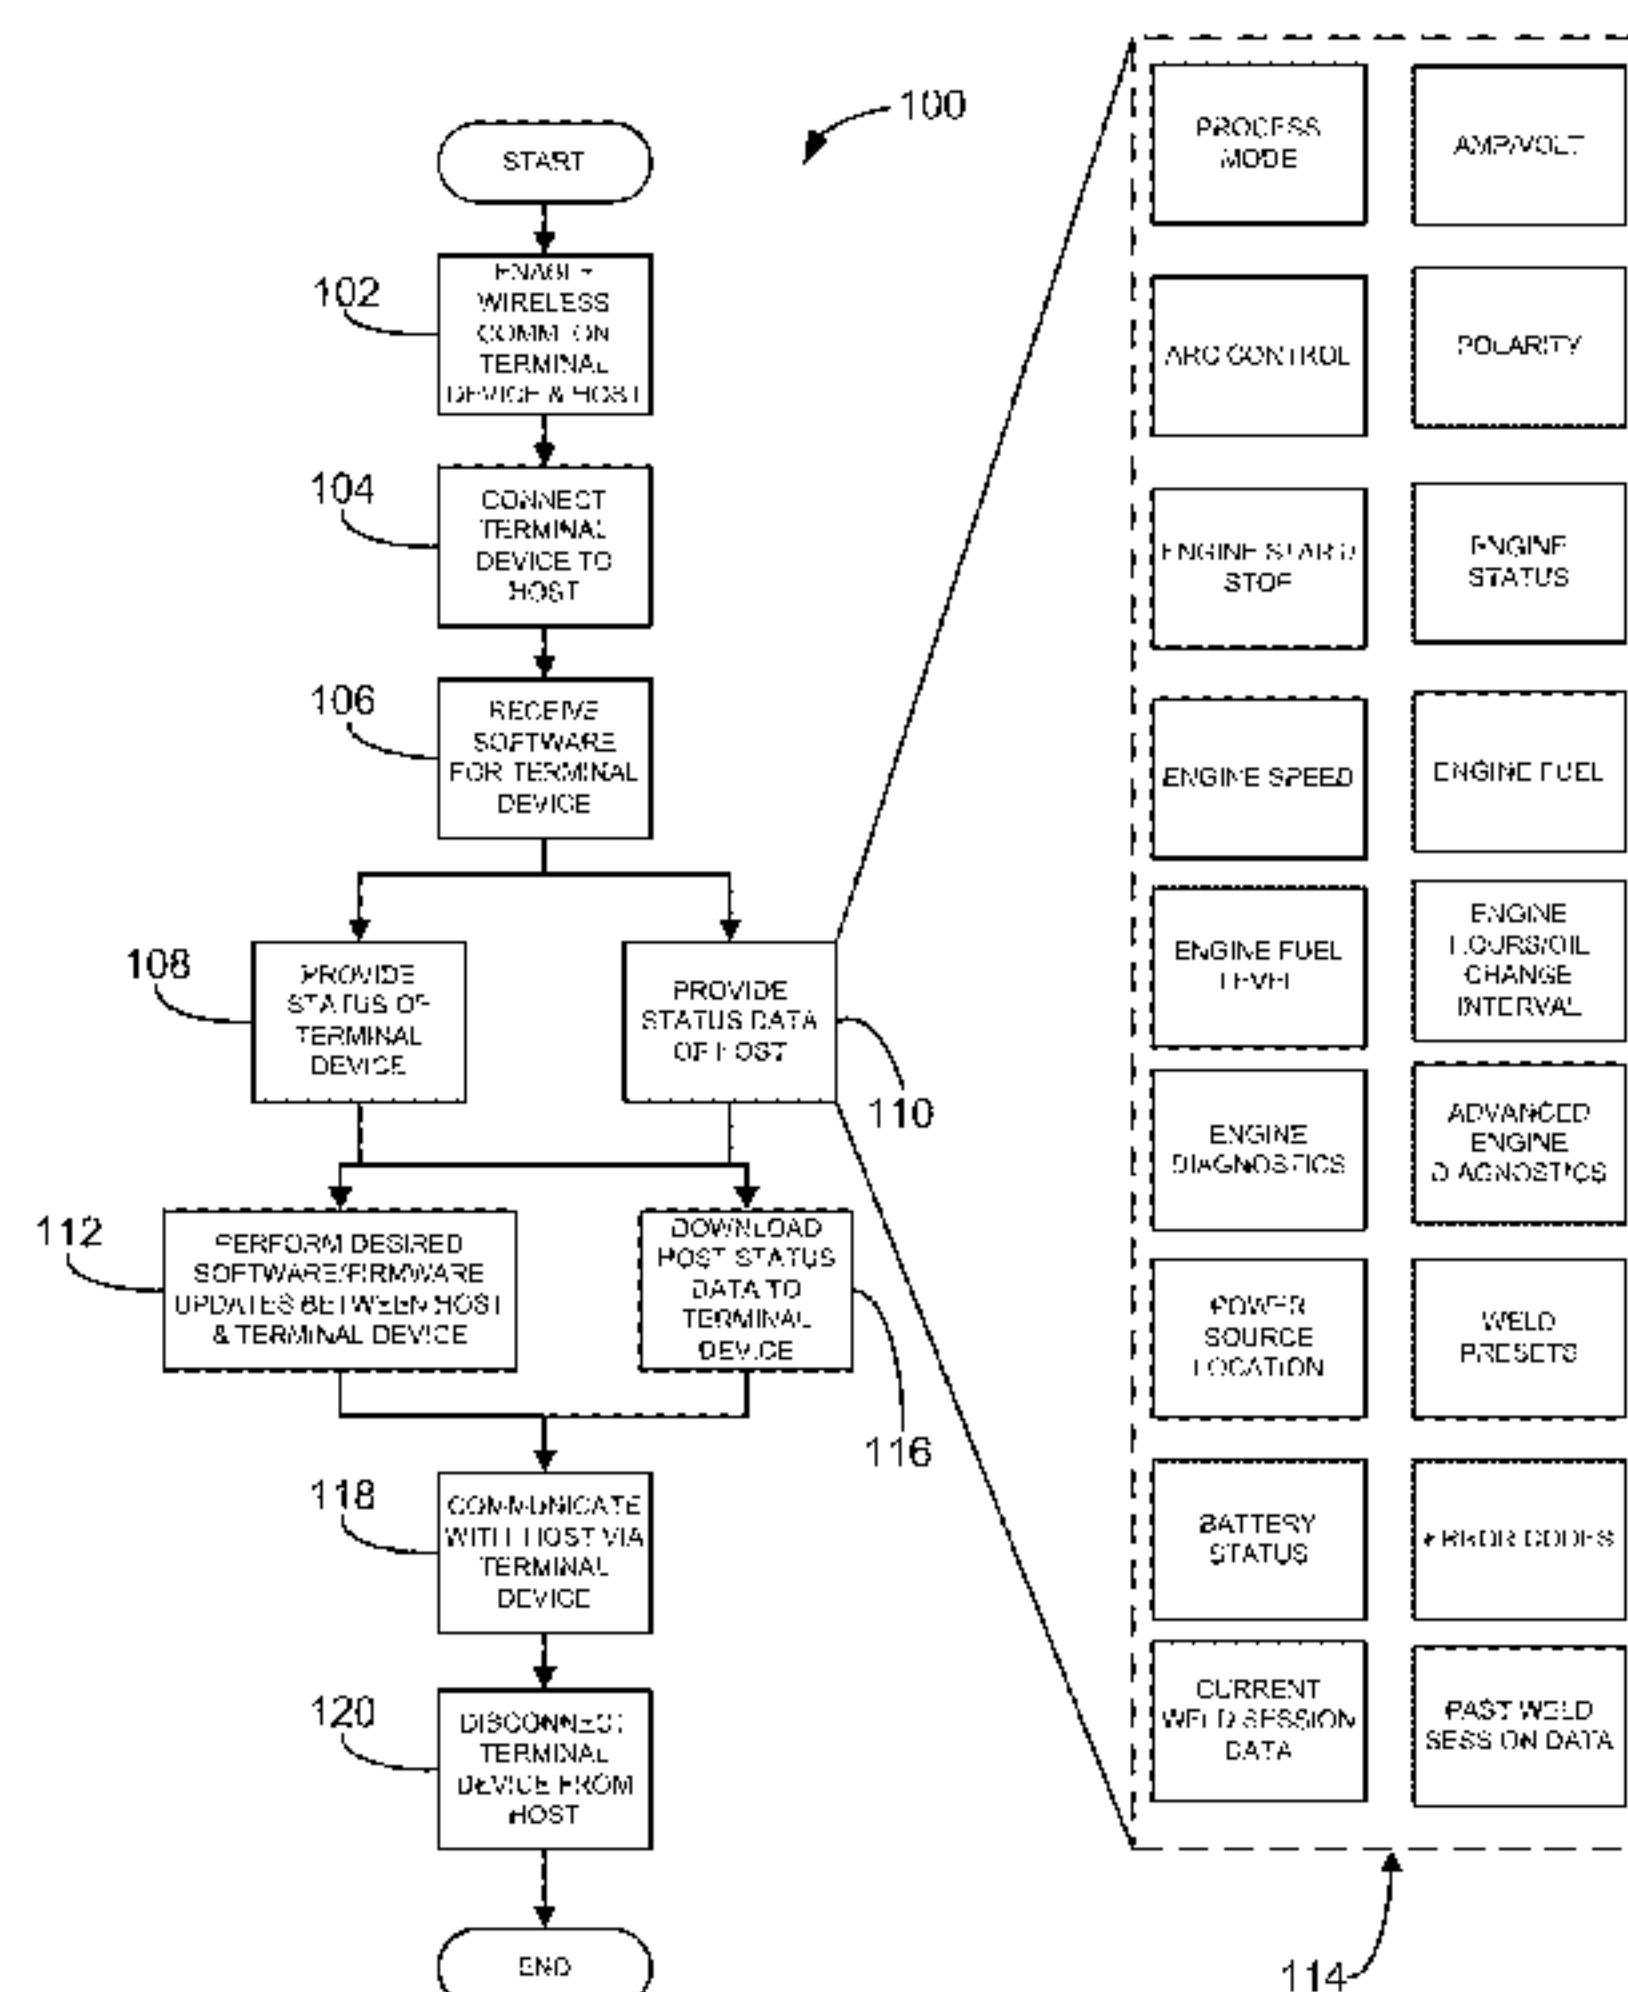 100
START
102
ENABLE
WIRELESS
COMM. ON
TERMINAL
DEVICE & HOST
104
CONNECT
TERMINAL
DEVICE TO
HOST
106
RECEIVE
SOFTWARE
FOR TERMINAL
DEVICE
108
PROVIDE
STATUS OF
TERMINAL
DEVICE
PROVIDE
STATUS DATA
OF HOST
110
112
PERFORM DESIRED
SOFTWARE/FIRMWARE
UPDATES BETWEEN HOST
& TERMINAL DEVICE
DOWNLOAD
HOST STATUS
DATA TO
TERMINAL
DEVICE
116
118
COMMUNICATE
WITH HOST VIA
TERMINAL
DEVICE
120
DISCONNECT
TERMINAL
DEVICE FROM
HOST
END
PROCESS
MODE
AMP/VOLT
ARC CONTROL
POLARITY
ENGINE START/
STOP
ENGINE
STATUS
ENGINE SPEED
ENGINE FUEL
ENGINE FUEL
LEVEL
ENGINE
HOURS/OIL
CHANGE
INTERVAL
ENGINE
DIAGNOSTICS
ADVANCED
ENGINE
DIAGNOSTICS
POWER
SOURCE
LOCATION
WELD
PRESETS
BATTERY
STATUS
ERROR CODES
CURRENT
WELD SESSION
DATA
PAST WELD
SESSION DATA
114